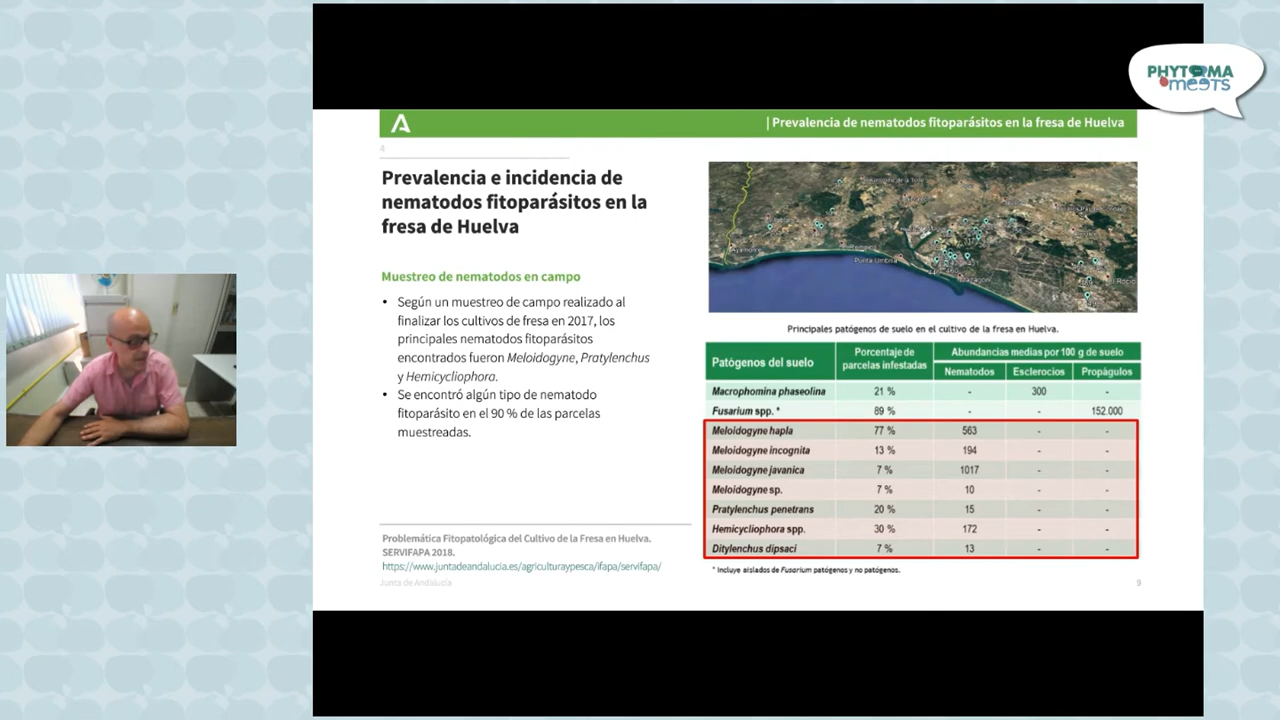 PHYTOMA
meets
| Prevalencia de nematodos fitoparásitos en la fresa de Huelva
4
Prevalencia e incidencia de
nematodos fitoparásitos en la
fresa de Huelva
Muestreo de nematodos en campo
• Según un muestreo de campo realizado al
finalizar los cultivos de fresa en 2017, los
principales nematodos fitoparásitos
encontrados fueron Meloidogyne, Pratylenchus
y Hemicycliophora.
• Se encontró algún tipo de nematodo
fitoparásito en el 90 % de las parcelas
muestreadas.
Problemática Fitopatológica del Cultivo de la Fresa en Huelva.
SERVIFAPA 2018.
https://www.juntadeandalucia.es/agriculturaypesca/ifapa/servifapa/
Junta de Andalucía
Punta Umbría
El Rocío
Principales patógenos de suelo en el cultivo de la fresa en Huelva.
Patógenos del suelo Porcentaje de parcelas infestadas Abundancias medias por 100 g de suelo
Nematodos Esclerocios Propàgulos
Macrophomina phaseolina 21 % - 300 -
Fusarium spp. * 89 % - - 152.000
Meloidogyne hapla 77 % 563 - -
Meloidogyne incognita 13 % 194 - -
Meloidogyne javanica 7 % 1017 - -
Meloidogyne sp. 7 % 10 - -
Pratylenchus penetrans 20 % 15 - -
Hemicycliophora spp. 30 % 172 - -
Ditylenchus dipsaci 7 % 13 - -
* Incluye aislados de Fusarium patógenos y no patógenos.
9